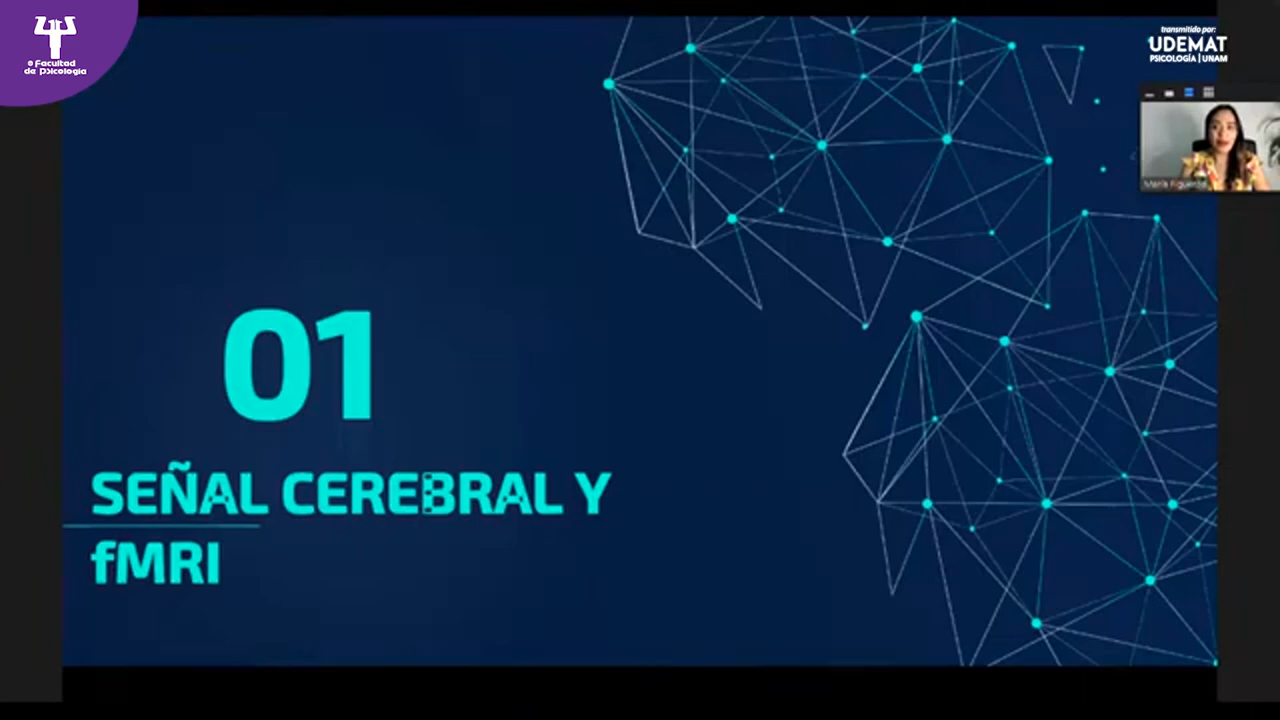 Facultad
de Psicología
transmitido por:
UDEMAT
PSICOLOGÍA | UNAM
01
SEÑAL CEREBRAL Y
fMRI